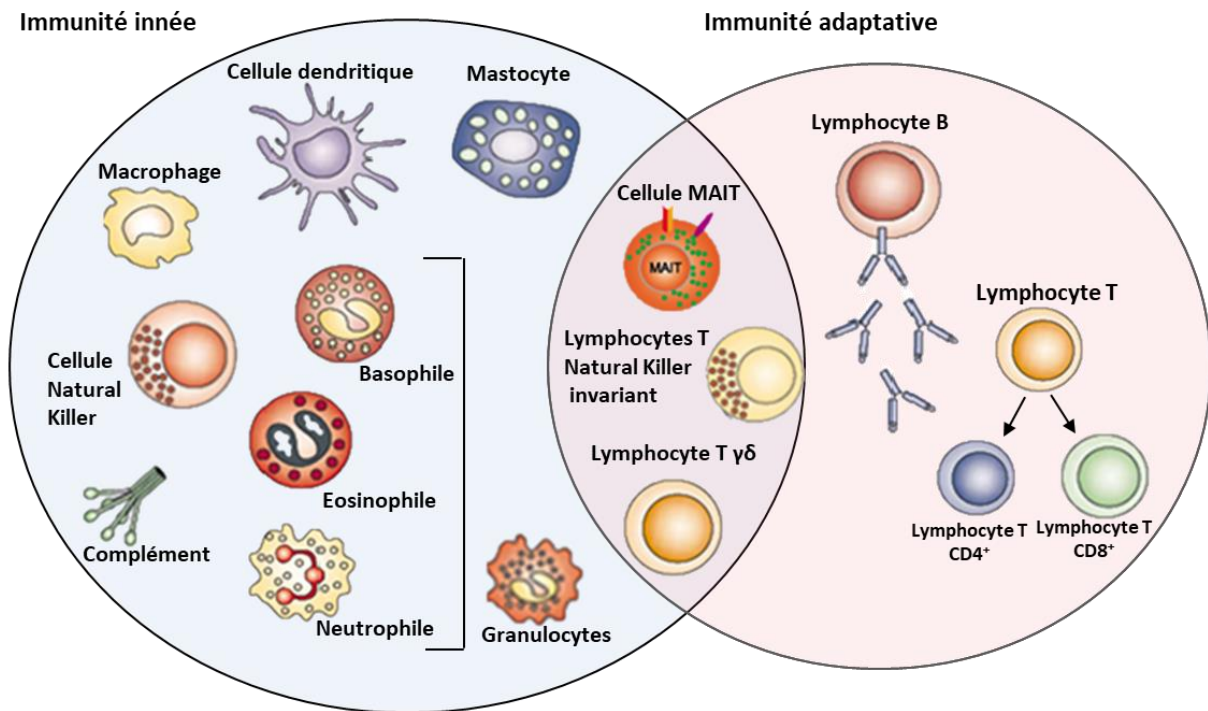 Immunité innée
Immunité adaptative
Cellule dendritique
Mastocyte
Macrophage
Lymphocyte B
Cellule MAIT
MAIT
Lymphocyte T
Cellule
Natural
Killer
Basophile
Lymphocytes T
Natural Killer
invariant
Eosinophile
Lymphocyte T γδ
Complément
Neutrophile
Granulocytes
Lymphocyte T
CD4⁺
Lymphocyte T
CD8⁺